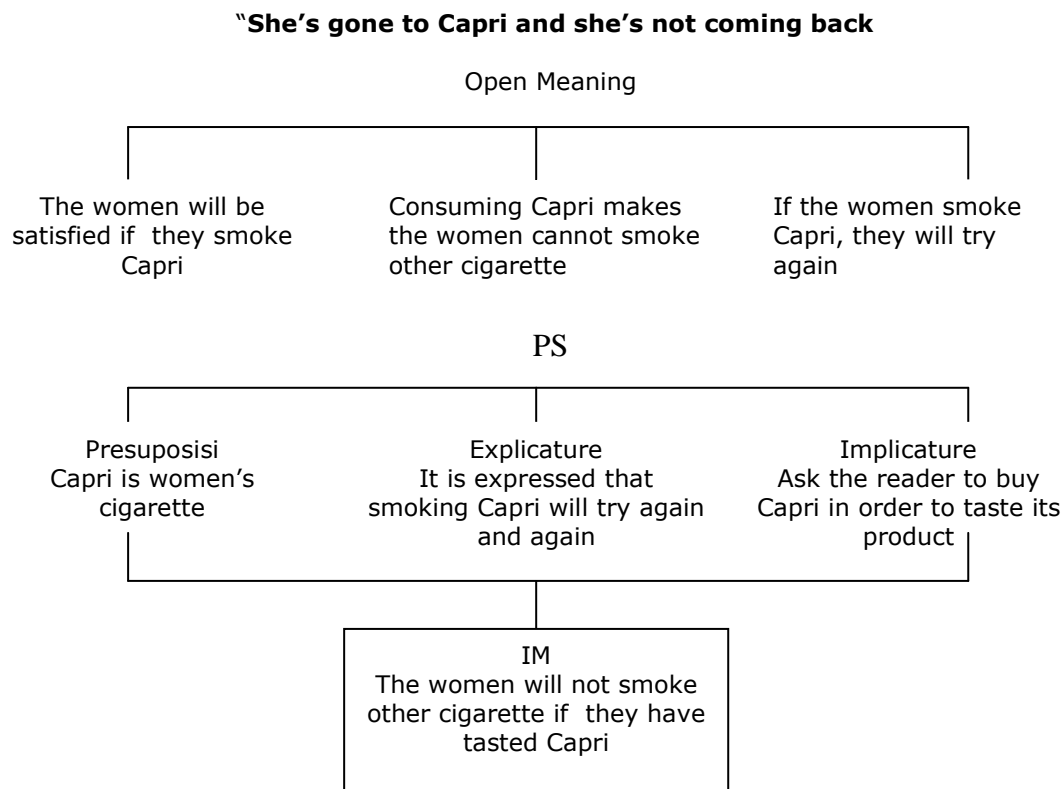 “She’s gone to Capri and she’s not coming back
Open Meaning
The women will be
satisfied if they smoke
Capri
Consuming Capri makes
the women cannot smoke
other cigarette
If the women smoke
Capri, they will try
again
PS
Presuposisi
Capri is women’s
cigarette
Explicature
It is expressed that
smoking Capri will try again
and again
Implicature
Ask the reader to buy
Capri in order to taste its
product
IM
The women will not smoke
other cigarette if they have
tasted Capri